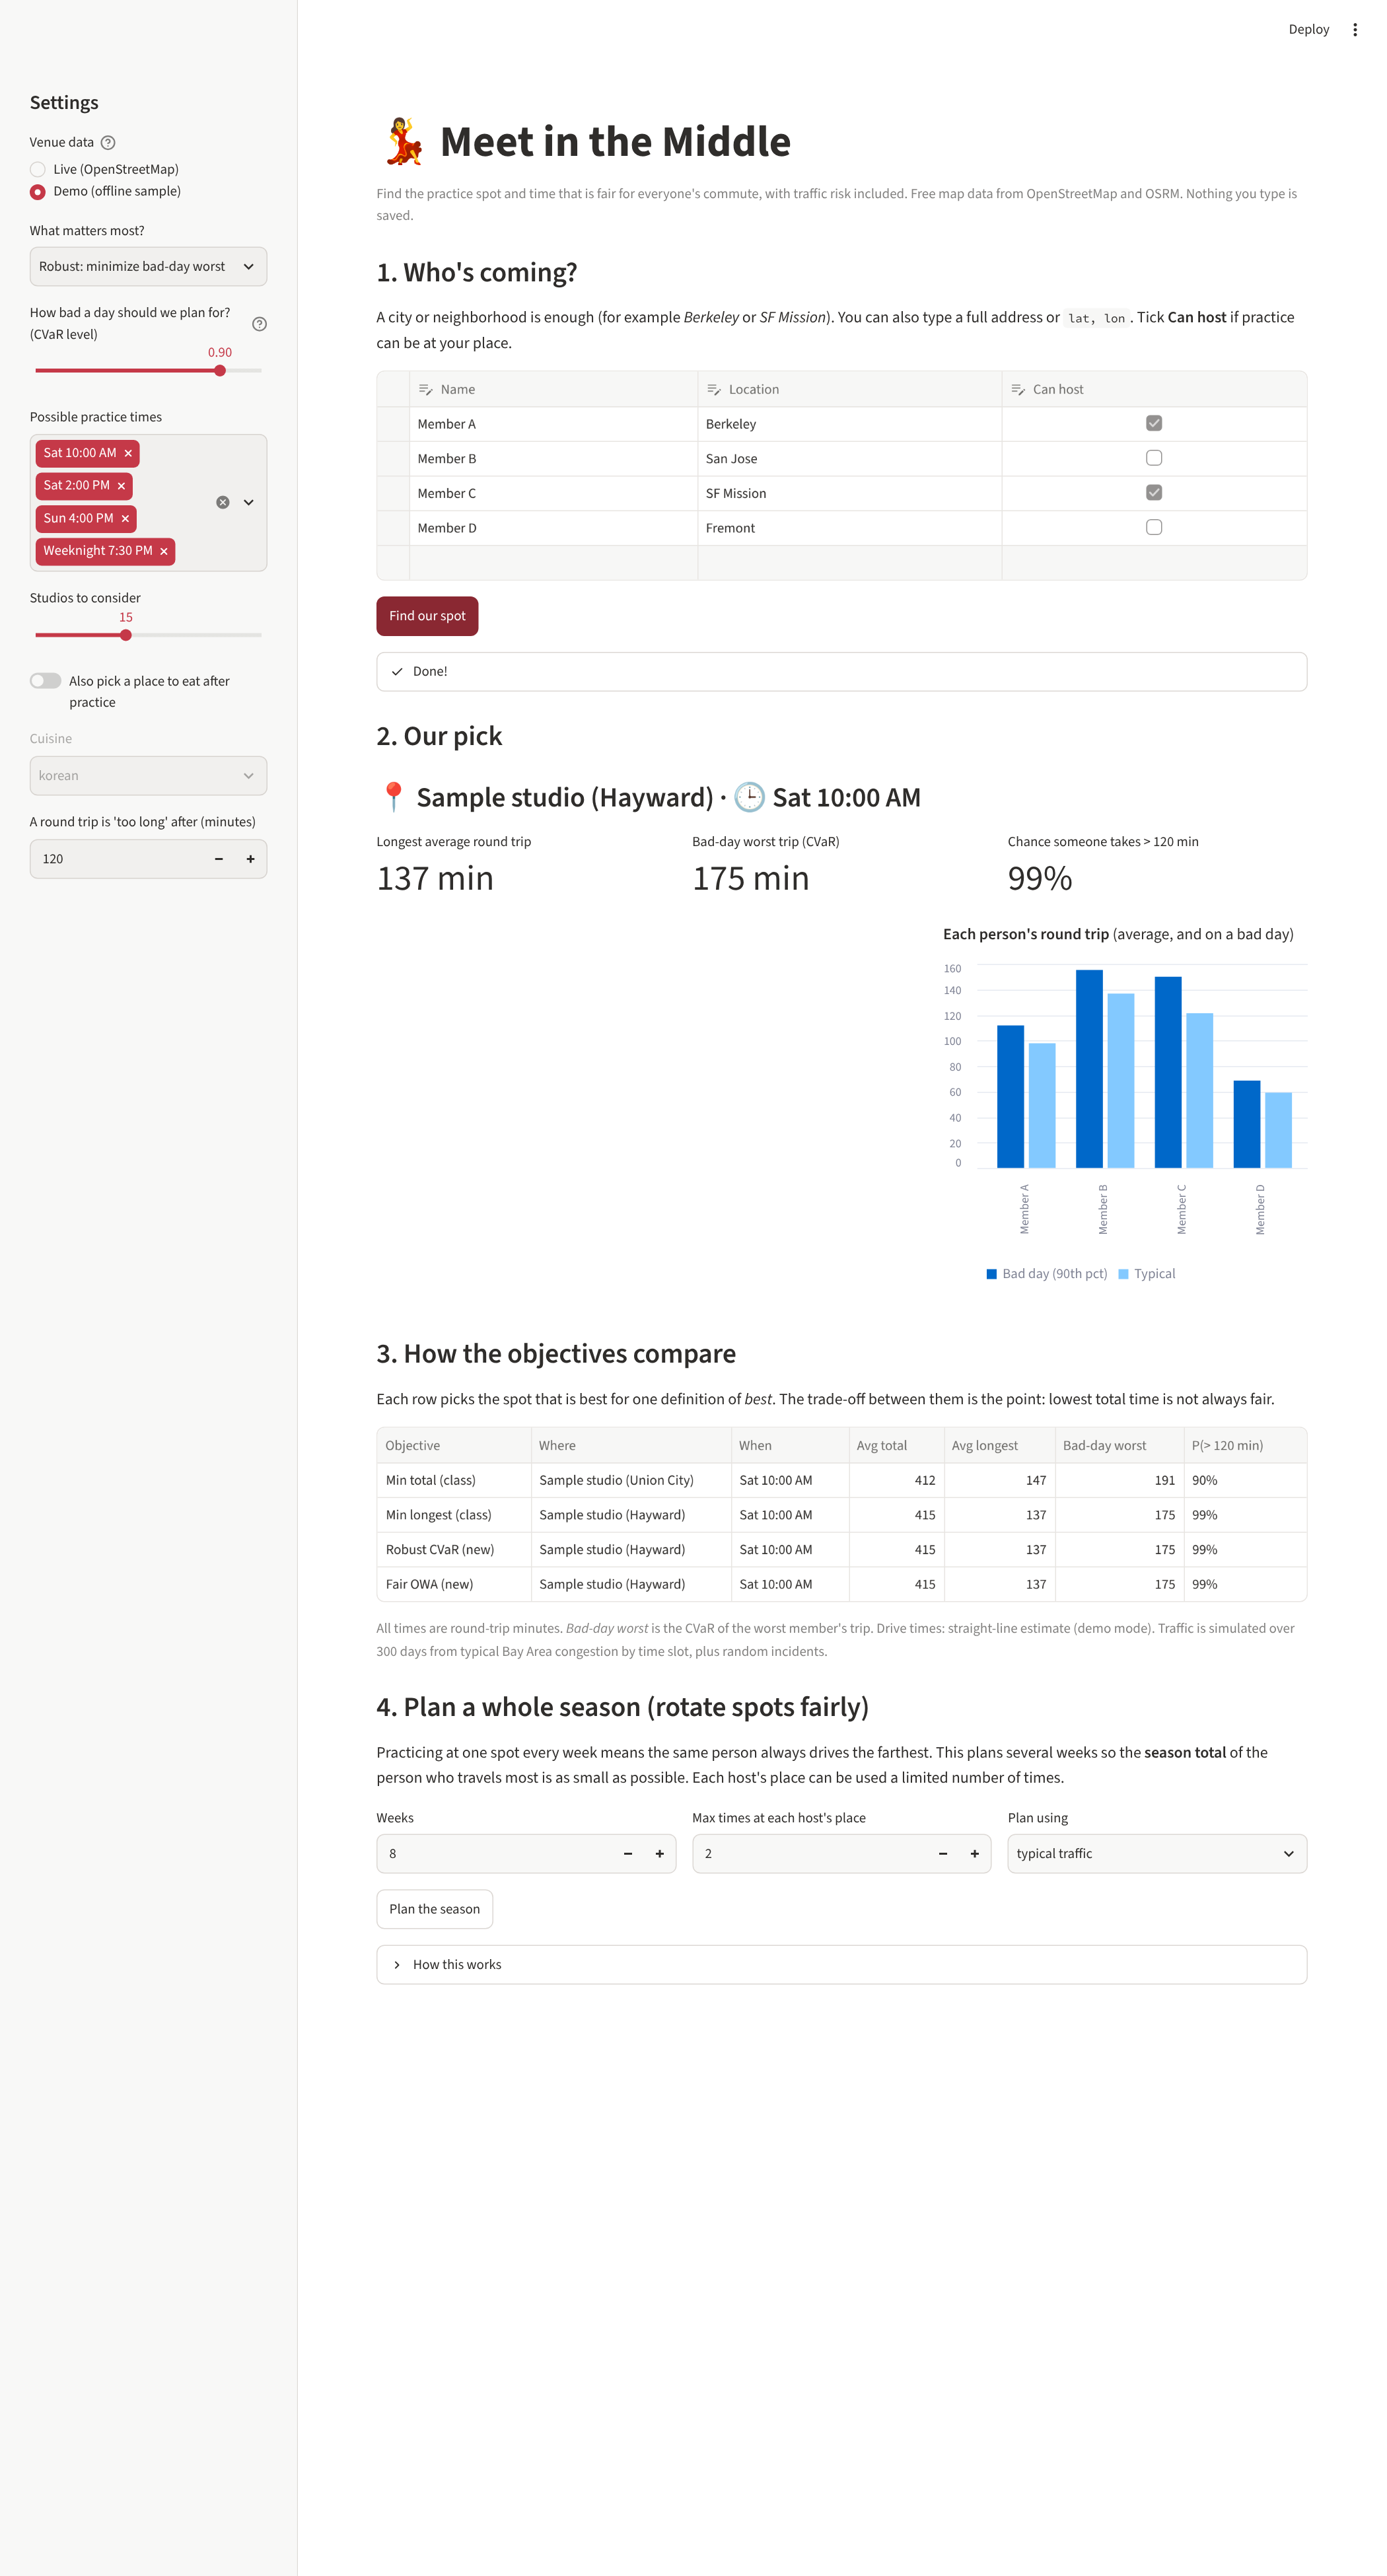 Deploy
Settings
Venue data
Live (OpenStreetMap)
Demo (offline sample)
What matters most?
Robust: minimize bad-day worst
How bad a day should we plan for?
(CVaR level)
0.90
Possible practice times
Sat 10:00 AM
Sat 2:00 PM
Sun 4:00 PM
Weeknight 7:30 PM
Studios to consider
15
Also pick a place to eat after
practice
Cuisine
korean
A round trip is 'too long' after (minutes)
120
Meet in the Middle
Find the practice spot and time that is fair for everyone's commute, with traffic risk included. Free map data from OpenStreetMap and OSRM. Nothing you type is
saved.
1. Who's coming?
A city or neighborhood is enough (for example Berkeley or SF Mission). You can also type a full address or lat, lon. Tick Can host if practice
can be at your place.
Name Location Can host
Member A Berkeley
Member B San Jose
Member C SF Mission
Member D Fremont
Find our spot
Done!
2. Our pick
Sample studio (Hayward) · Sat 10:00 AM
Longest average round trip Bad-day worst trip (CVaR) Chance someone takes > 120 min
137 min 175 min 99%
Each person's round trip (average, and on a bad day)
160
140
120
100
80
60
40
20
0
Member A Member B Member C Member D
Bad day (90th pct) Typical
3. How the objectives compare
Each row picks the spot that is best for one definition of best. The trade-off between them is the point: lowest total time is not always fair.
Objective Where When Avg total Avg longest Bad-day worst P(> 120 min)
Min total (class) Sample studio (Union City) Sat 10:00 AM 412 147 191 90%
Min longest (class) Sample studio (Hayward) Sat 10:00 AM 415 137 175 99%
Robust CVaR (new) Sample studio (Hayward) Sat 10:00 AM 415 137 175 99%
Fair OWA (new) Sample studio (Hayward) Sat 10:00 AM 415 137 175 99%
All times are round-trip minutes. Bad-day worst is the CVaR of the worst member's trip. Drive times: straight-line estimate (demo mode). Traffic is simulated over
300 days from typical Bay Area congestion by time slot, plus random incidents.
4. Plan a whole season (rotate spots fairly)
Practicing at one spot every week means the same person always drives the farthest. This plans several weeks so the season total of the
person who travels most is as small as possible. Each host's place can be used a limited number of times.
Weeks Max times at each host's place Plan using
8 2 typical traffic
Plan the season
How this works